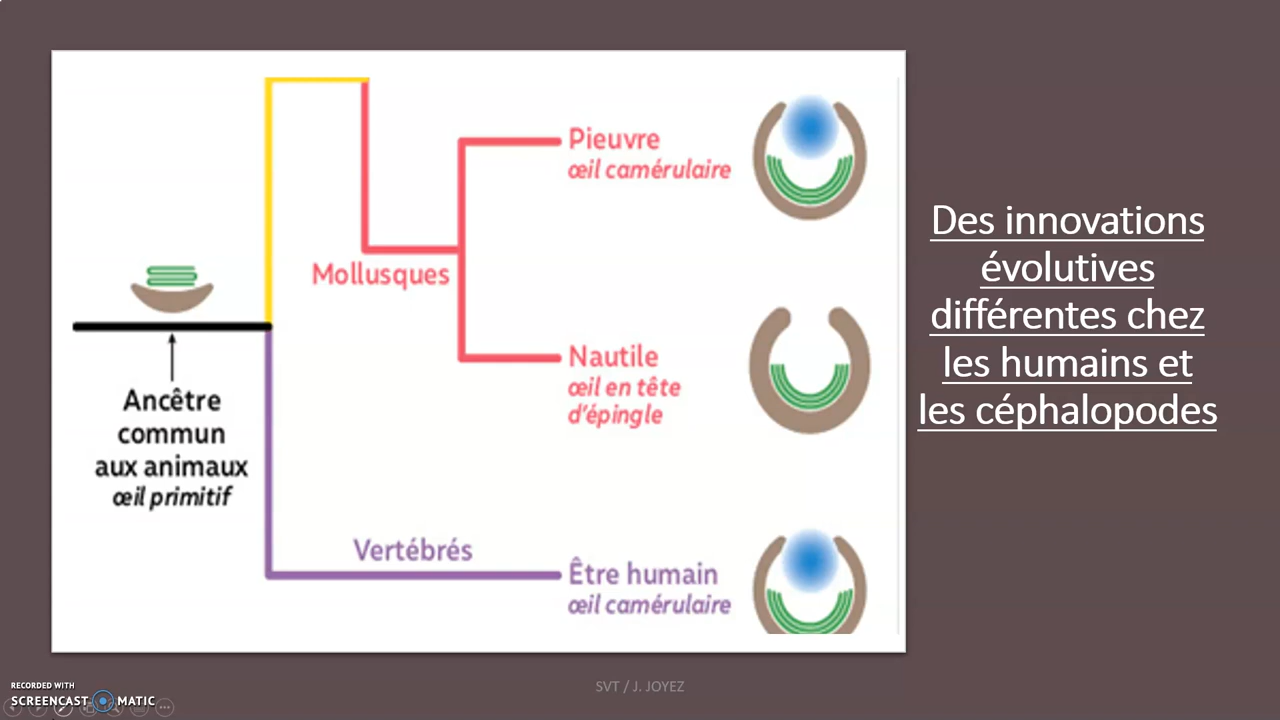 Pieuvre
œil camérulaire
Mollusques
Nautile
œil en tête
d'épingle
Ancêtre
commun
aux animaux
œil primitif
Vertébrés
Être humain
œil camérulaire
Des innovations
évolutives
différentes chez
les humains et
les céphalopodes
SVT / J. JOYEZ
RECORDED WITH
SCREENCAST MATIC